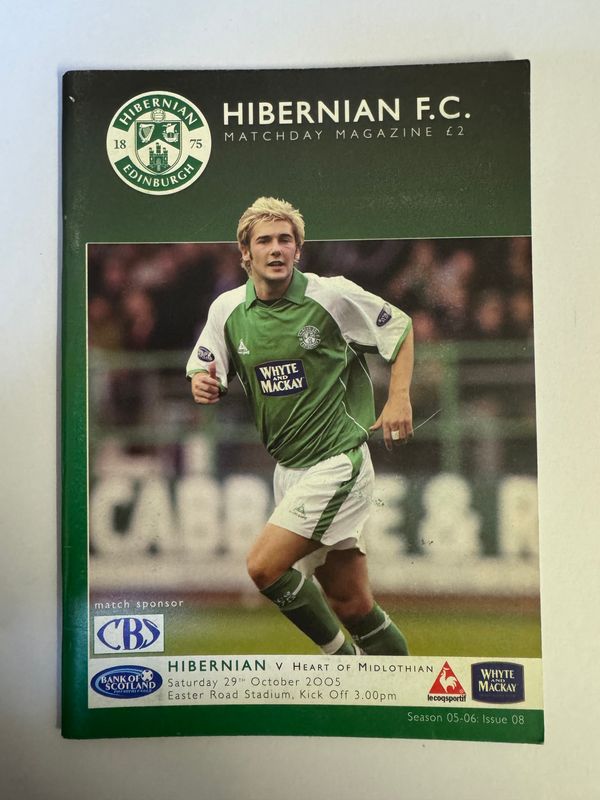 HIBERNIAN
18 75
EDINBURGH
HIBERNIAN F.C.
MATCHDAY MAGAZINE £2
WHYTE
AND
MACKAY
match sponsor
CBS
BANK OF
SCOTLAND
HIBERNIAN V HEART OF MIDLOTHIAN
Saturday 29TH October 2005
Easter Road Stadium, Kick Off 3.00pm
lecoqsportif
WHYTE
AND
MACKAY
Season 05-06: Issue 08